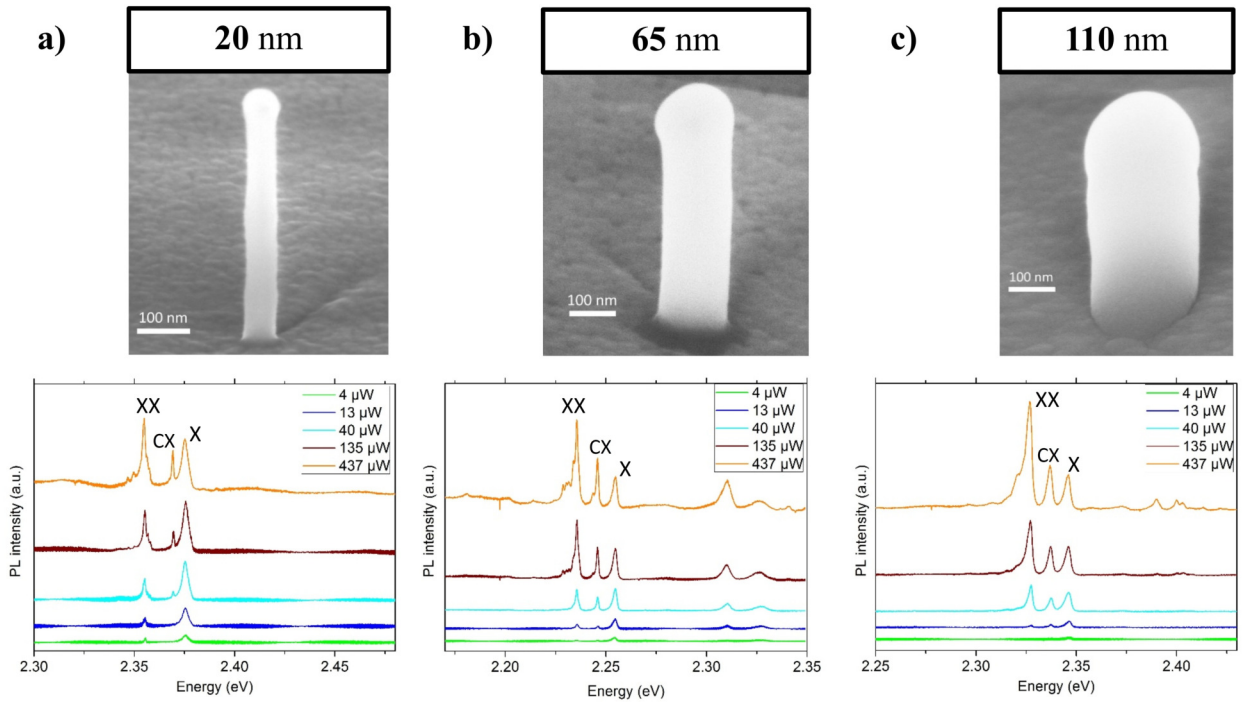 a)
20 nm
b)
65 nm
c)
110 nm
100 nm
100 nm
100 nm
XX
CX
X
4 µW
13 µW
40 µW
135 µW
437 µW
PL intensity (a.u.)
2.30
2.35
2.40
2.45
Energy (eV)
XX
CX
X
4 µW
13 µW
40 µW
135 µW
437 µW
PL intensity (a.u.)
2.20
2.25
2.30
2.35
Energy (eV)
XX
CX
X
4 µW
13 µW
40 µW
135 µW
437 µW
PL intensity (a.u.)
2.25
2.30
2.35
2.40
Energy (eV)